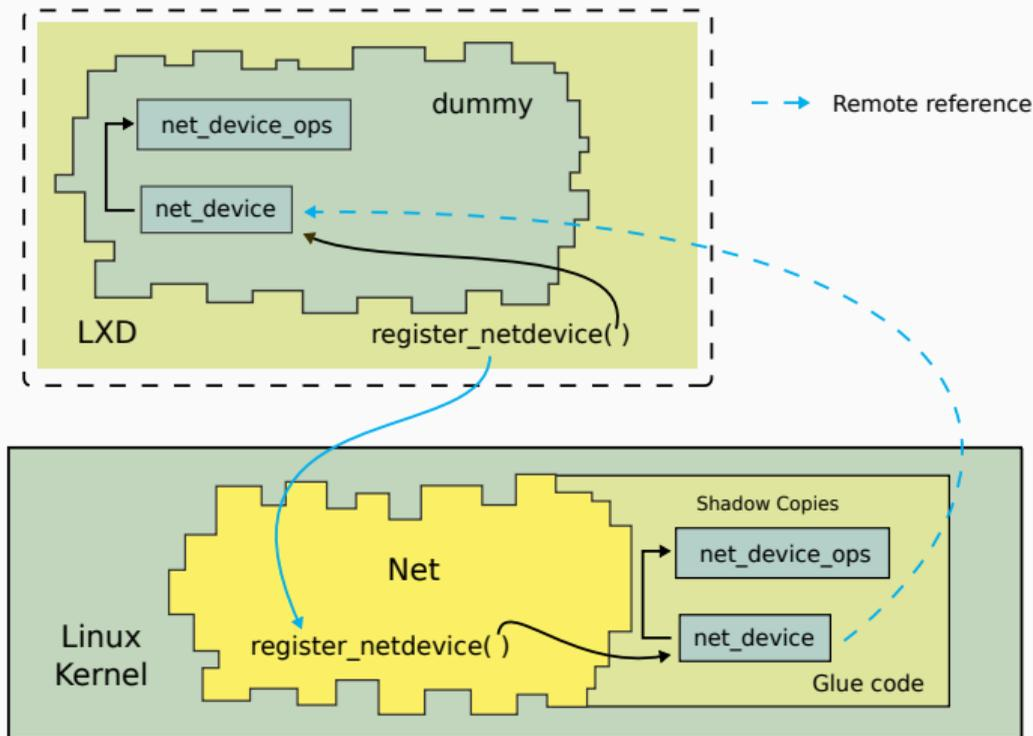 dummy
net_device_ops
Remote reference
net_device
LXD
register_netdevice( )
Shadow Copies
net_device_ops
Net
Linux
Kernel
register_netdevice( )
net_device
Glue code